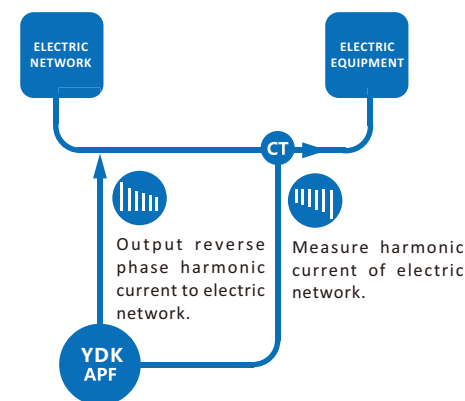 ELECTRIC
NETWORK
ELECTRIC
EQUIPMENT
CT
Output reverse
phase harmonic
current to electric
network.
Measure harmonic
current of electric
network.
YDK
APF